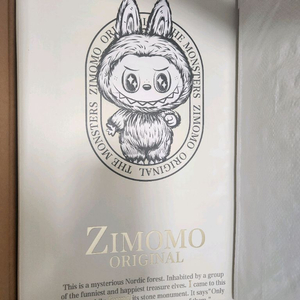 THE MONSTERS ZIMOMO ORIGINAL THE MONSTERS ZIMOMO ORIGINAL
ZIMOMO
ORIGINAL
This is a mysterious Nordic forest. Inhabited by a group
of the funniest and happiest treasure elves. I came to this
its stone monument. It says"Only